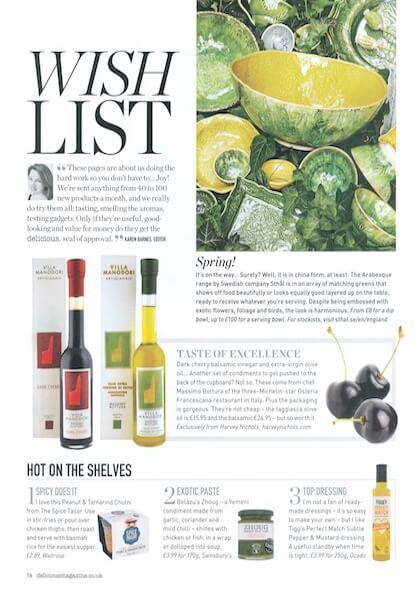 WISH
LIST
“ These pages are about us doing the
hard work so you don't have to... Joy!
We're sent anything from 40 to 100
new products a month, and we really
do try them all: tasting, smelling the aromas,
testing gadgets. Only if they're useful, good-
looking and value for money do they get the
delicious. seal of approval. ” KAREN BARNES, EDITOR
Spring!
It's on the way... Surely? Well, it is in china form, at least. The Arabesque
range by Swedish company Sthål is in an array of matching greens that
shows off food beautifully or looks equally good layered up on the table,
ready to receive whatever you're serving. Despite being embossed with
exotic flowers, foliage and birds, the look is harmonious. From £8 for a dip
bowl, up to £100 for a serving bowl. For stockists, visit sthal.se/en/england
VILLA
MANODORI
ARTIGIANALE
DARK CHERRY
VILLA
MANODORI
ARTIGIANALE
MASSIMO
BOTTURA
VILLA
TASTE OF EXCELLENCE
Dark cherry balsamic vinegar and extra-virgin olive
oil... Another set of condiments to get pushed to the
back of the cupboard? Not so. These come from chef
Massimo Bottura of the three-Michelin-star Osteria
Francescana restaurant in Italy. Plus the packaging
is gorgeous. They're not cheap – the taggiasca olive
oil is £15.95 and the balsamic £24.95 – but so worth it.
Exclusively from Harvey Nichols; harveynichols.com
HOT ON THE SHELVES
1 SPICY DOES IT
I love this Peanut & Tamarind Chutni
from The Spice Tailor. Use
in stir-fries or pour over
chicken thighs, then roast
and serve with basmati
rice for the easiest supper.
£2.89, Waitrose
2 EXOTIC PASTE
Belazu's Zhoug – a Yemeni
condiment made from
garlic, coriander and
mild chilli – shines with
chicken or fish, in a wrap
or dolloped into soup.
£3.99 for 170g, Sainsbury's
ZHOUG
3 TOP DRESSING
I'm not a fan of ready-
made dressings – it's so easy
to make your own – but I like
Tigg's Perfect Match Subtle
Pepper & Mustard dressing.
A useful standby when time
is tight. £3.99 for 250g, Ocado
Tigg's
PERFECT
MATCH
16 deliciousmagazine.co.uk